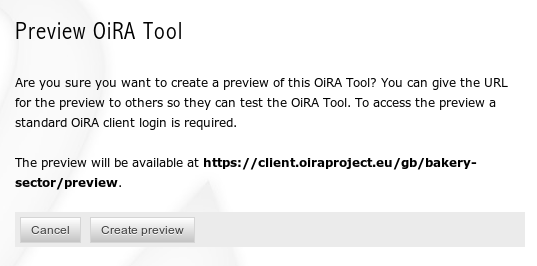 Preview OiRA Tool
Are you sure you want to create a preview of this OiRA Tool? You can give the URL
for the preview to others so they can test the OiRA Tool. To access the preview a
standard OiRA client login is required.
The preview will be available at https://client.oiraproject.eu/gb/bakery-
sector/preview.
Cancel Create preview